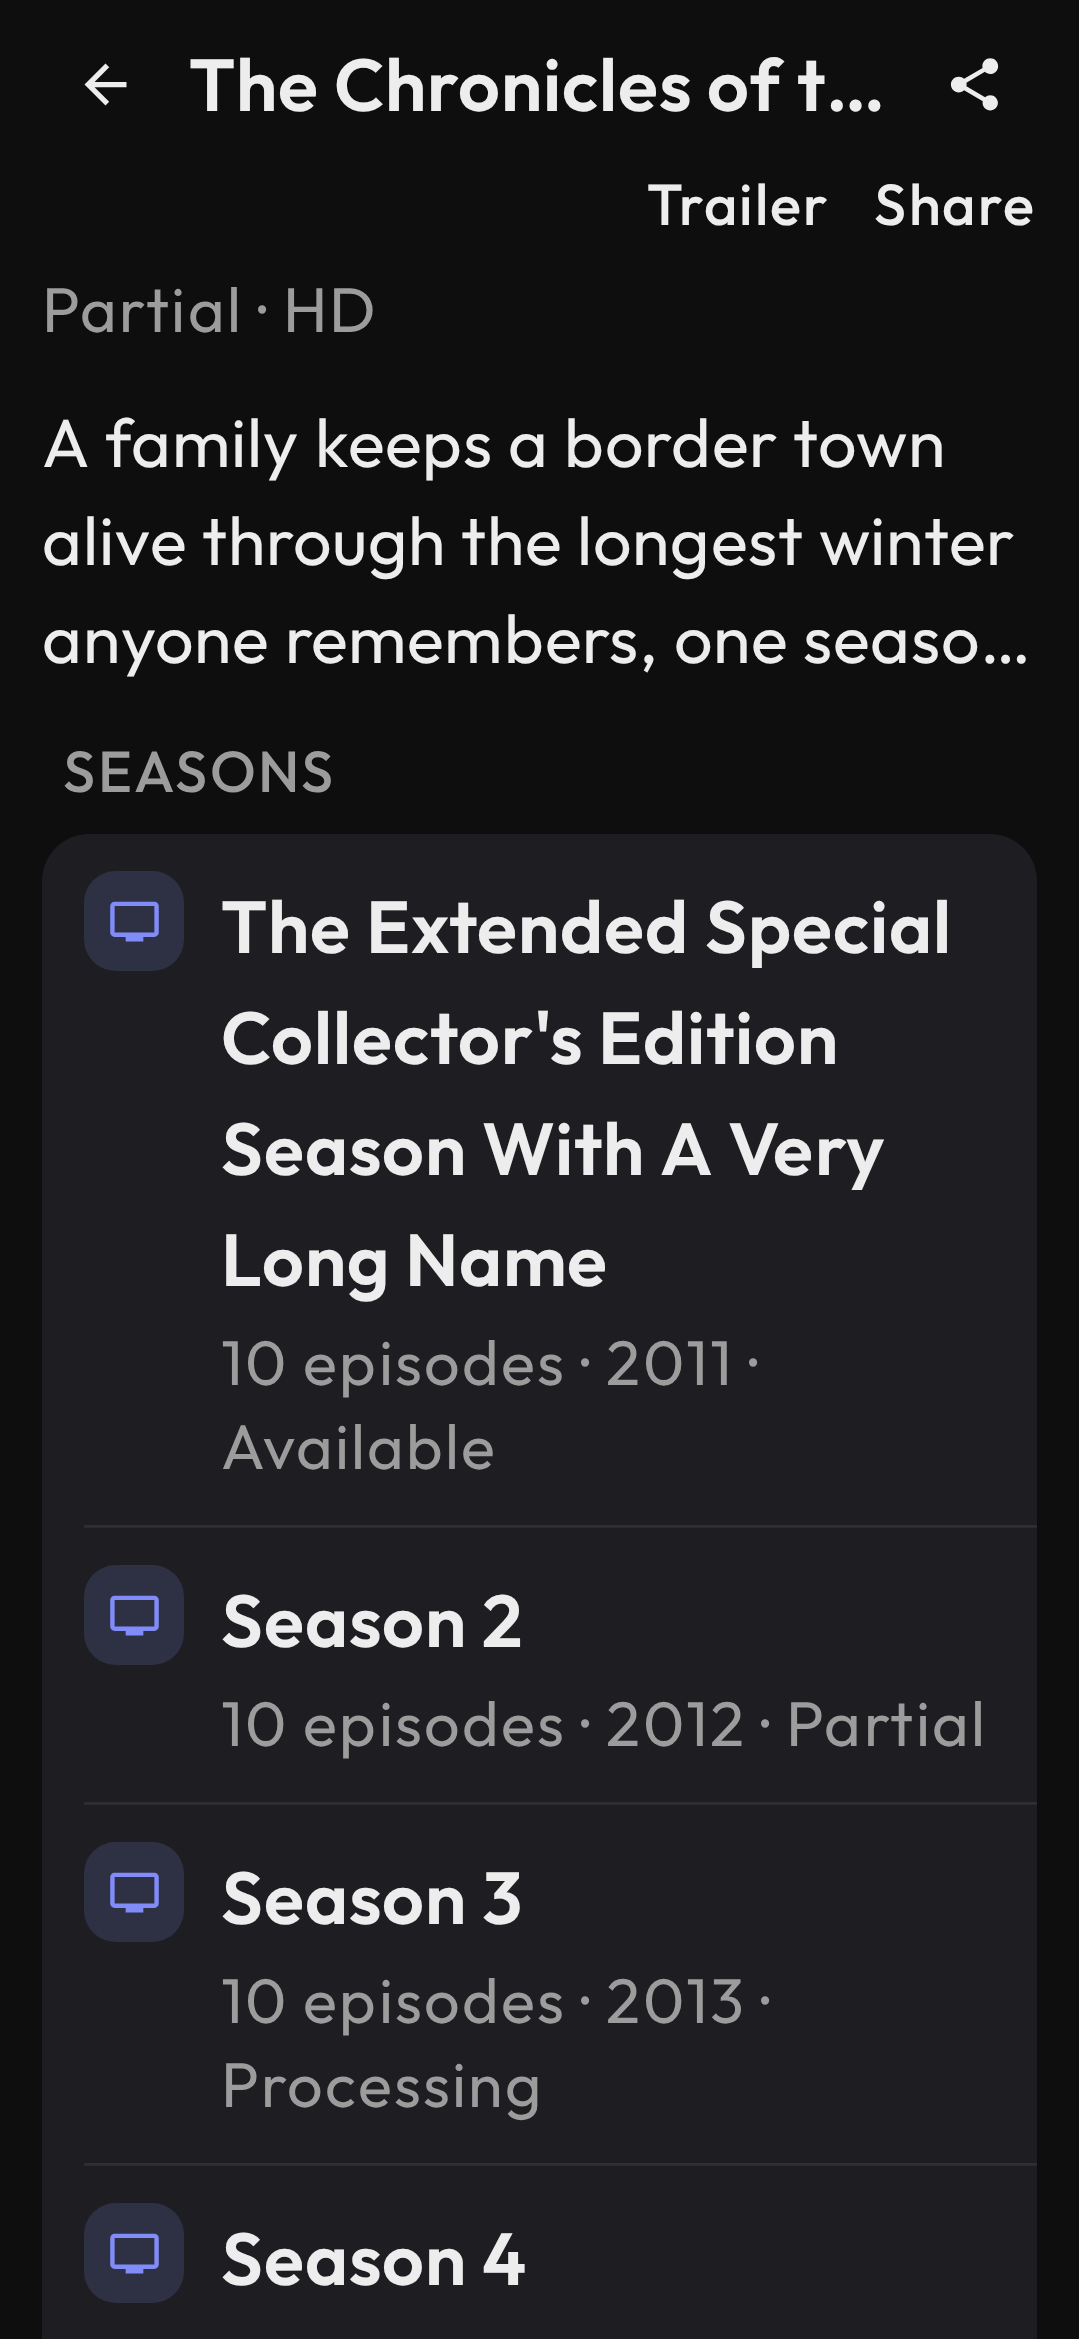 The Chronicles of t...
Trailer Share
Partial · HD
A family keeps a border town
alive through the longest winter
anyone remembers, one seaso...
SEASONS
The Extended Special
Collector's Edition
Season With A Very
Long Name
10 episodes · 2011 ·
Available
Season 2
10 episodes · 2012 · Partial
Season 3
10 episodes · 2013 ·
Processing
Season 4